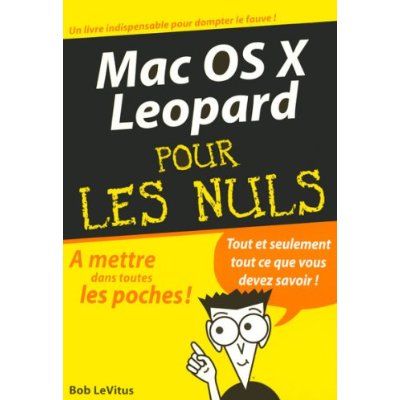 Un livre indispensable pour dompter le fauve !
Mac OS X
Leopard
POUR
LES NULS
A mettre
dans toutes
les poches !
Tout et seulement
tout ce que vous
devez savoir !
Bob LeVitus